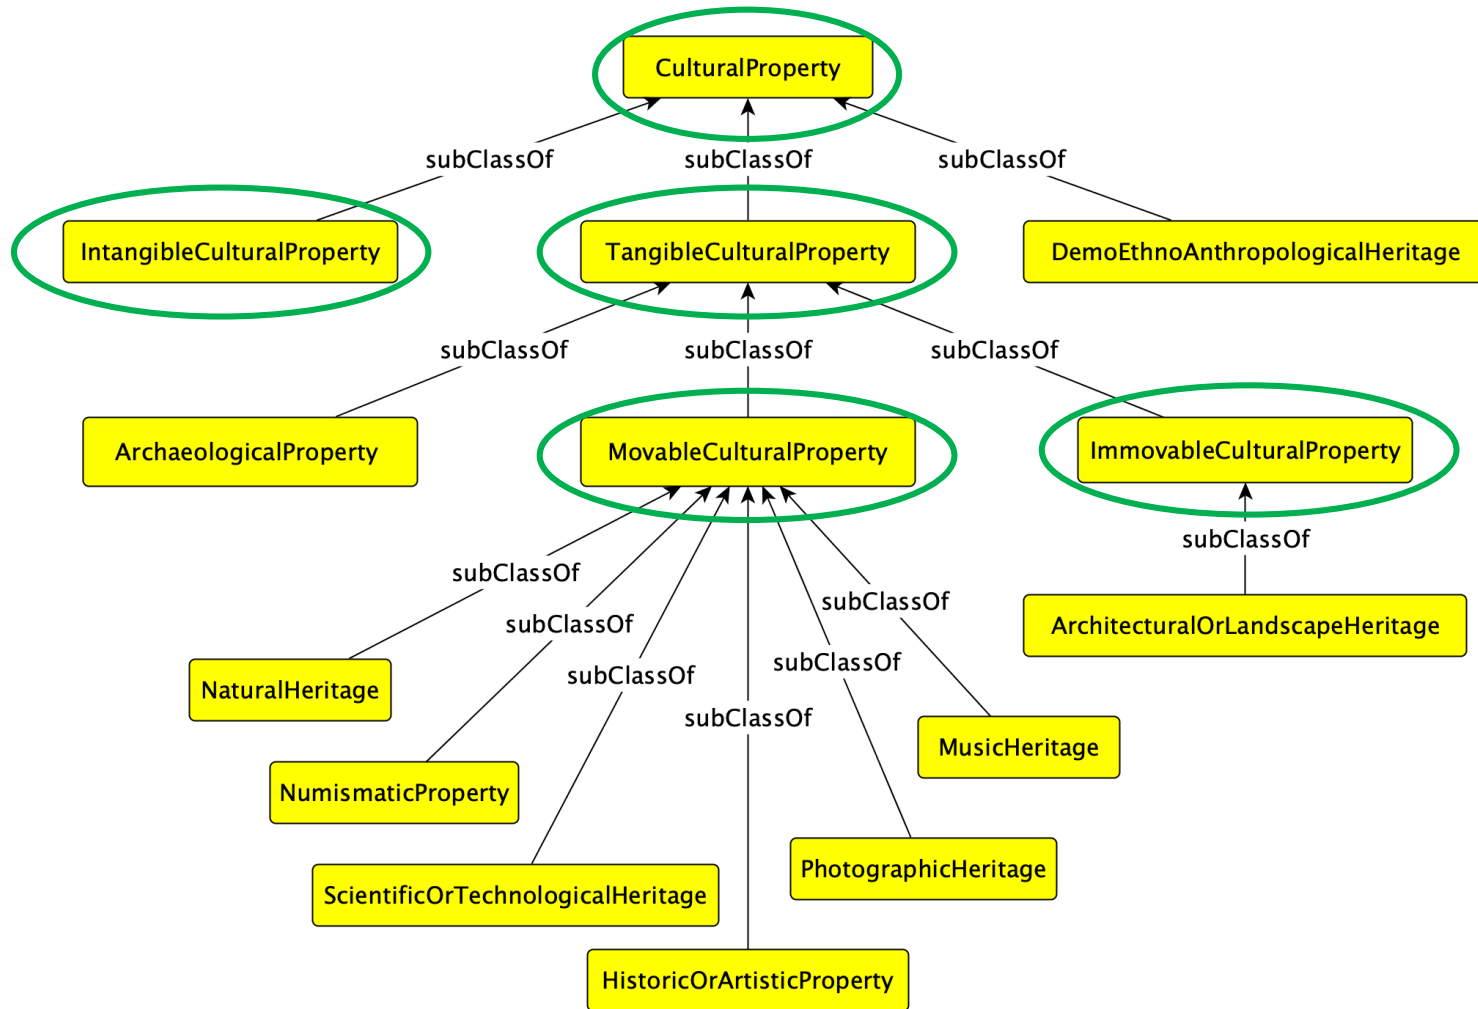 CulturalProperty
subClassOf
subClassOf
subClassOf
IntangibleCulturalProperty
TangibleCulturalProperty
DemoEthnoAnthropologicalHeritage
subClassOf
subClassOf
subClassOf
ArchaeologicalProperty
MovableCulturalProperty
ImmovableCulturalProperty
subClassOf
subClassOf
subClassOf
subClassOf
ArchitecturalOrLandscapeHeritage
subClassOf
subClassOf
NaturalHeritage
subClassOf
MusicHeritage
NumismaticProperty
PhotographicHeritage
ScientificOrTechnologicalHeritage
HistoricOrArtisticProperty